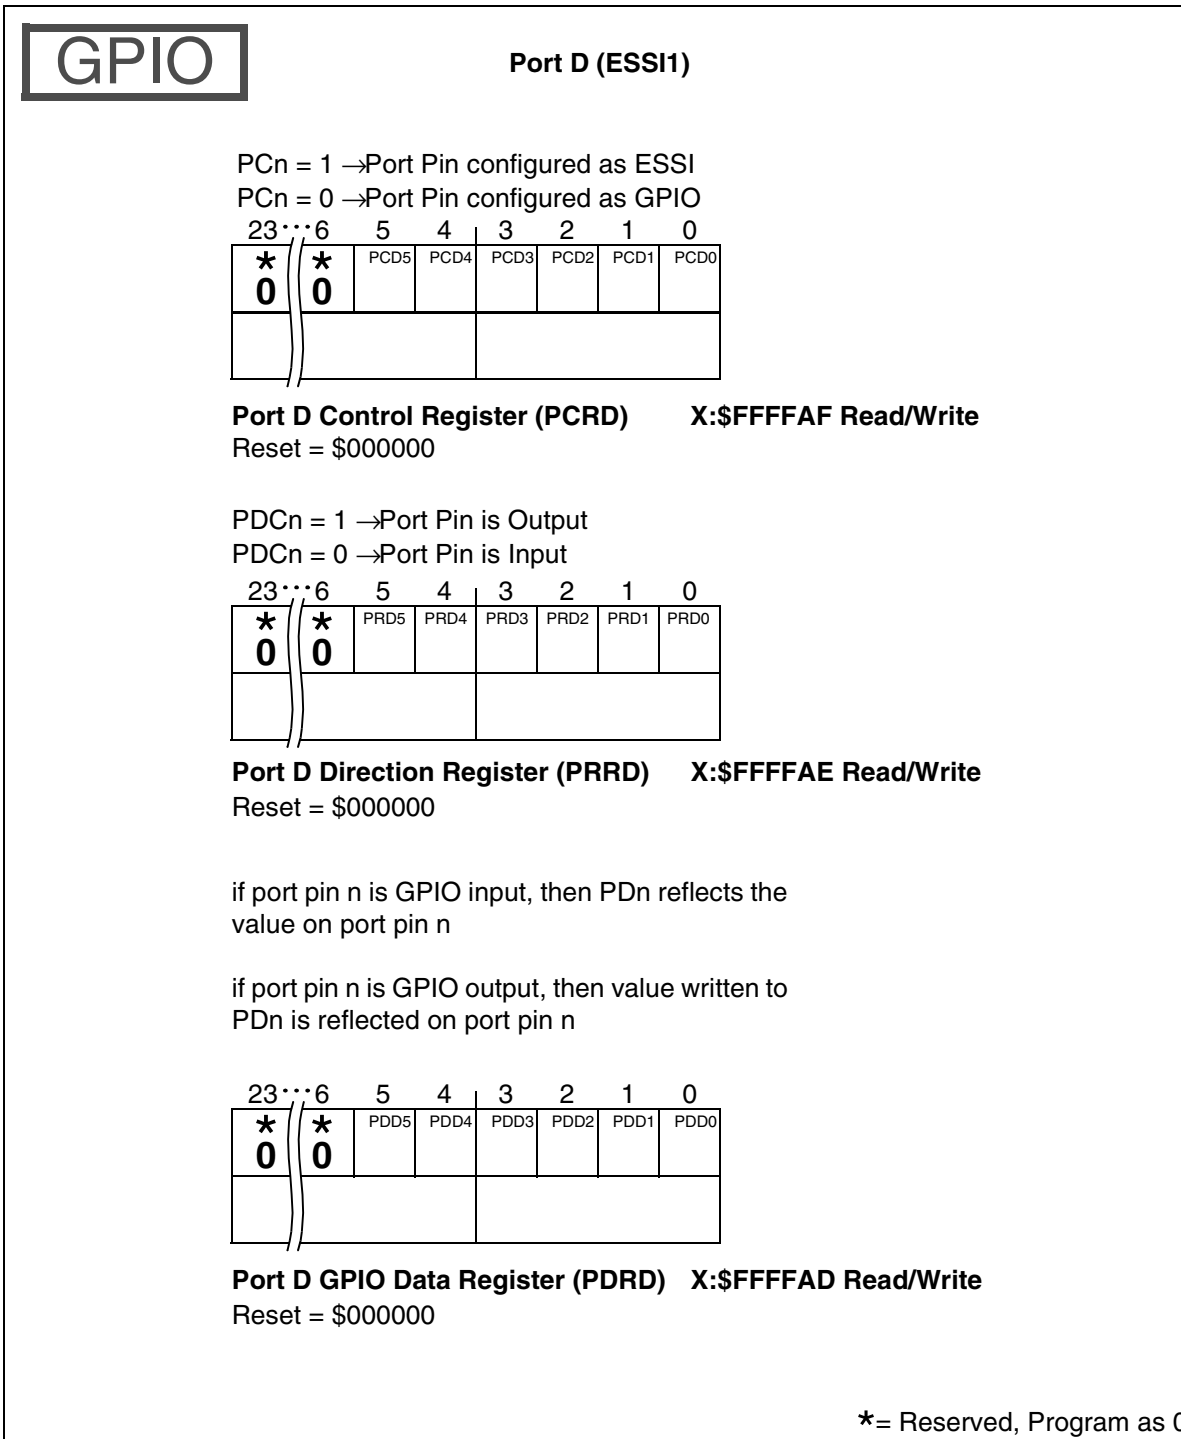 GPIO
Port D (ESSI1)
PCn = 1 →Port Pin configured as ESSI
PCn = 0 →Port Pin configured as GPIO
23 ··· 6 5 4 3 2 1 0
* * PCD5 PCD4 PCD3 PCD2 PCD1 PCD0
0 0
Port D Control Register (PCRD) X:$FFFFAF Read/Write
Reset = $000000
PDCn = 1 →Port Pin is Output
PDCn = 0 →Port Pin is Input
23 ··· 6 5 4 3 2 1 0
* * PRD5 PRD4 PRD3 PRD2 PRD1 PRD0
0 0
Port D Direction Register (PRRD) X:$FFFFAE Read/Write
Reset = $000000
if port pin n is GPIO input, then PDn reflects the
value on port pin n
if port pin n is GPIO output, then value written to
PDn is reflected on port pin n
23 ··· 6 5 4 3 2 1 0
* * PDD5 PDD4 PDD3 PDD2 PDD1 PDD0
0 0
Port D GPIO Data Register (PDRD) X:$FFFFAD Read/Write
Reset = $000000
*= Reserved, Program as 0